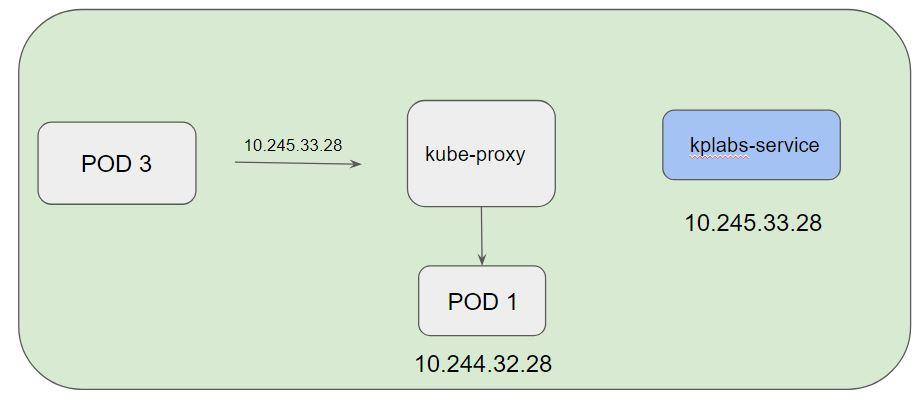 POD 3
10.245.33.28
kube-proxy
kplabs-service
10.245.33.28
POD 1
10.244.32.28